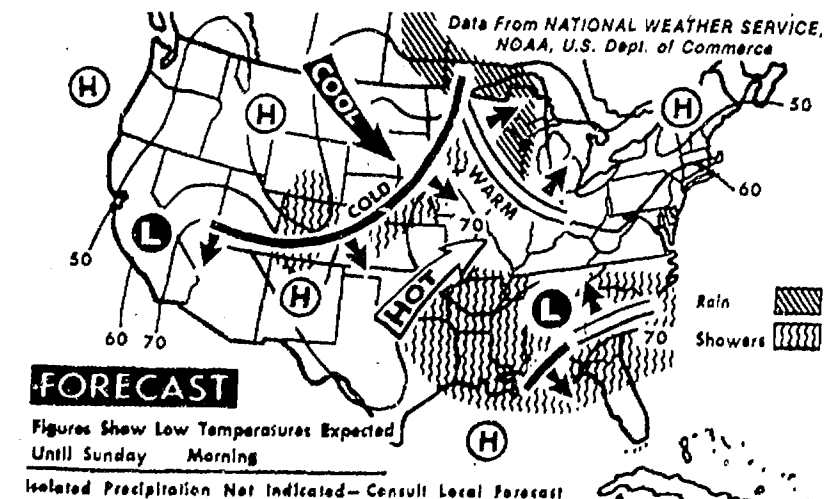 Data From NATIONAL WEATHER SERVICE,
NOAA, U.S. Dept. of Commerce
H
H
COOL
H
50
COLD
WARM
60
L
70
50
H
HOT
L
60 70
70
Rain
Showers
FORECAST
Figures Show Low Temperatures Expected
Until Sunday Morning
H
Isolated Precipitation Not Indicated— Consult Local Forecast